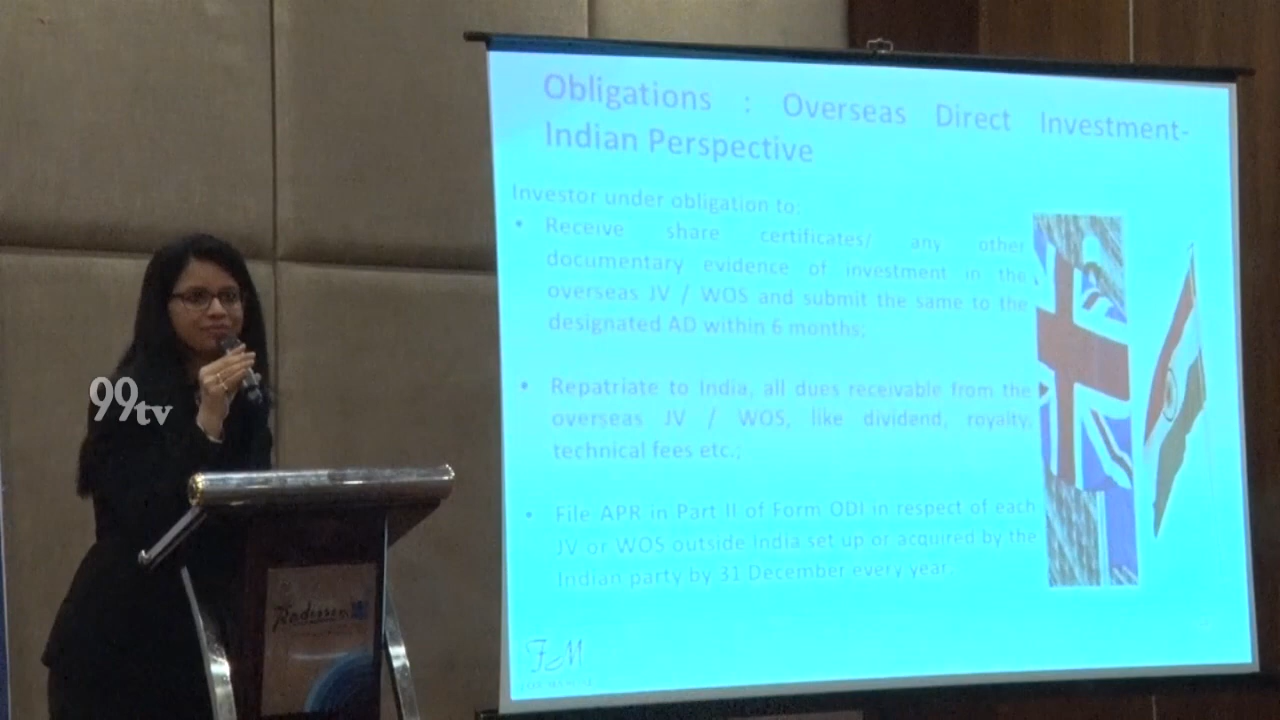 Obligations : Overseas Direct Investment-
Indian Perspective
Investor under obligation to:
• Receive share certificates/ any other
documentary evidence of investment in the
overseas JV / WOS and submit the same to the
designated AD within 6 months;
• Repatriate to India, all dues receivable from the
overseas JV / WOS, like dividend, royalty,
technical fees etc.;
• File APR in Part II of Form ODI in respect of each
JV or WOS outside India set up or acquired by the
Indian party by 31 December every year.
FM
99tv
Radisson